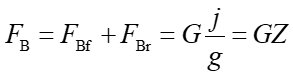 F_B = F_Bf + F_Br = G j/g = GZ